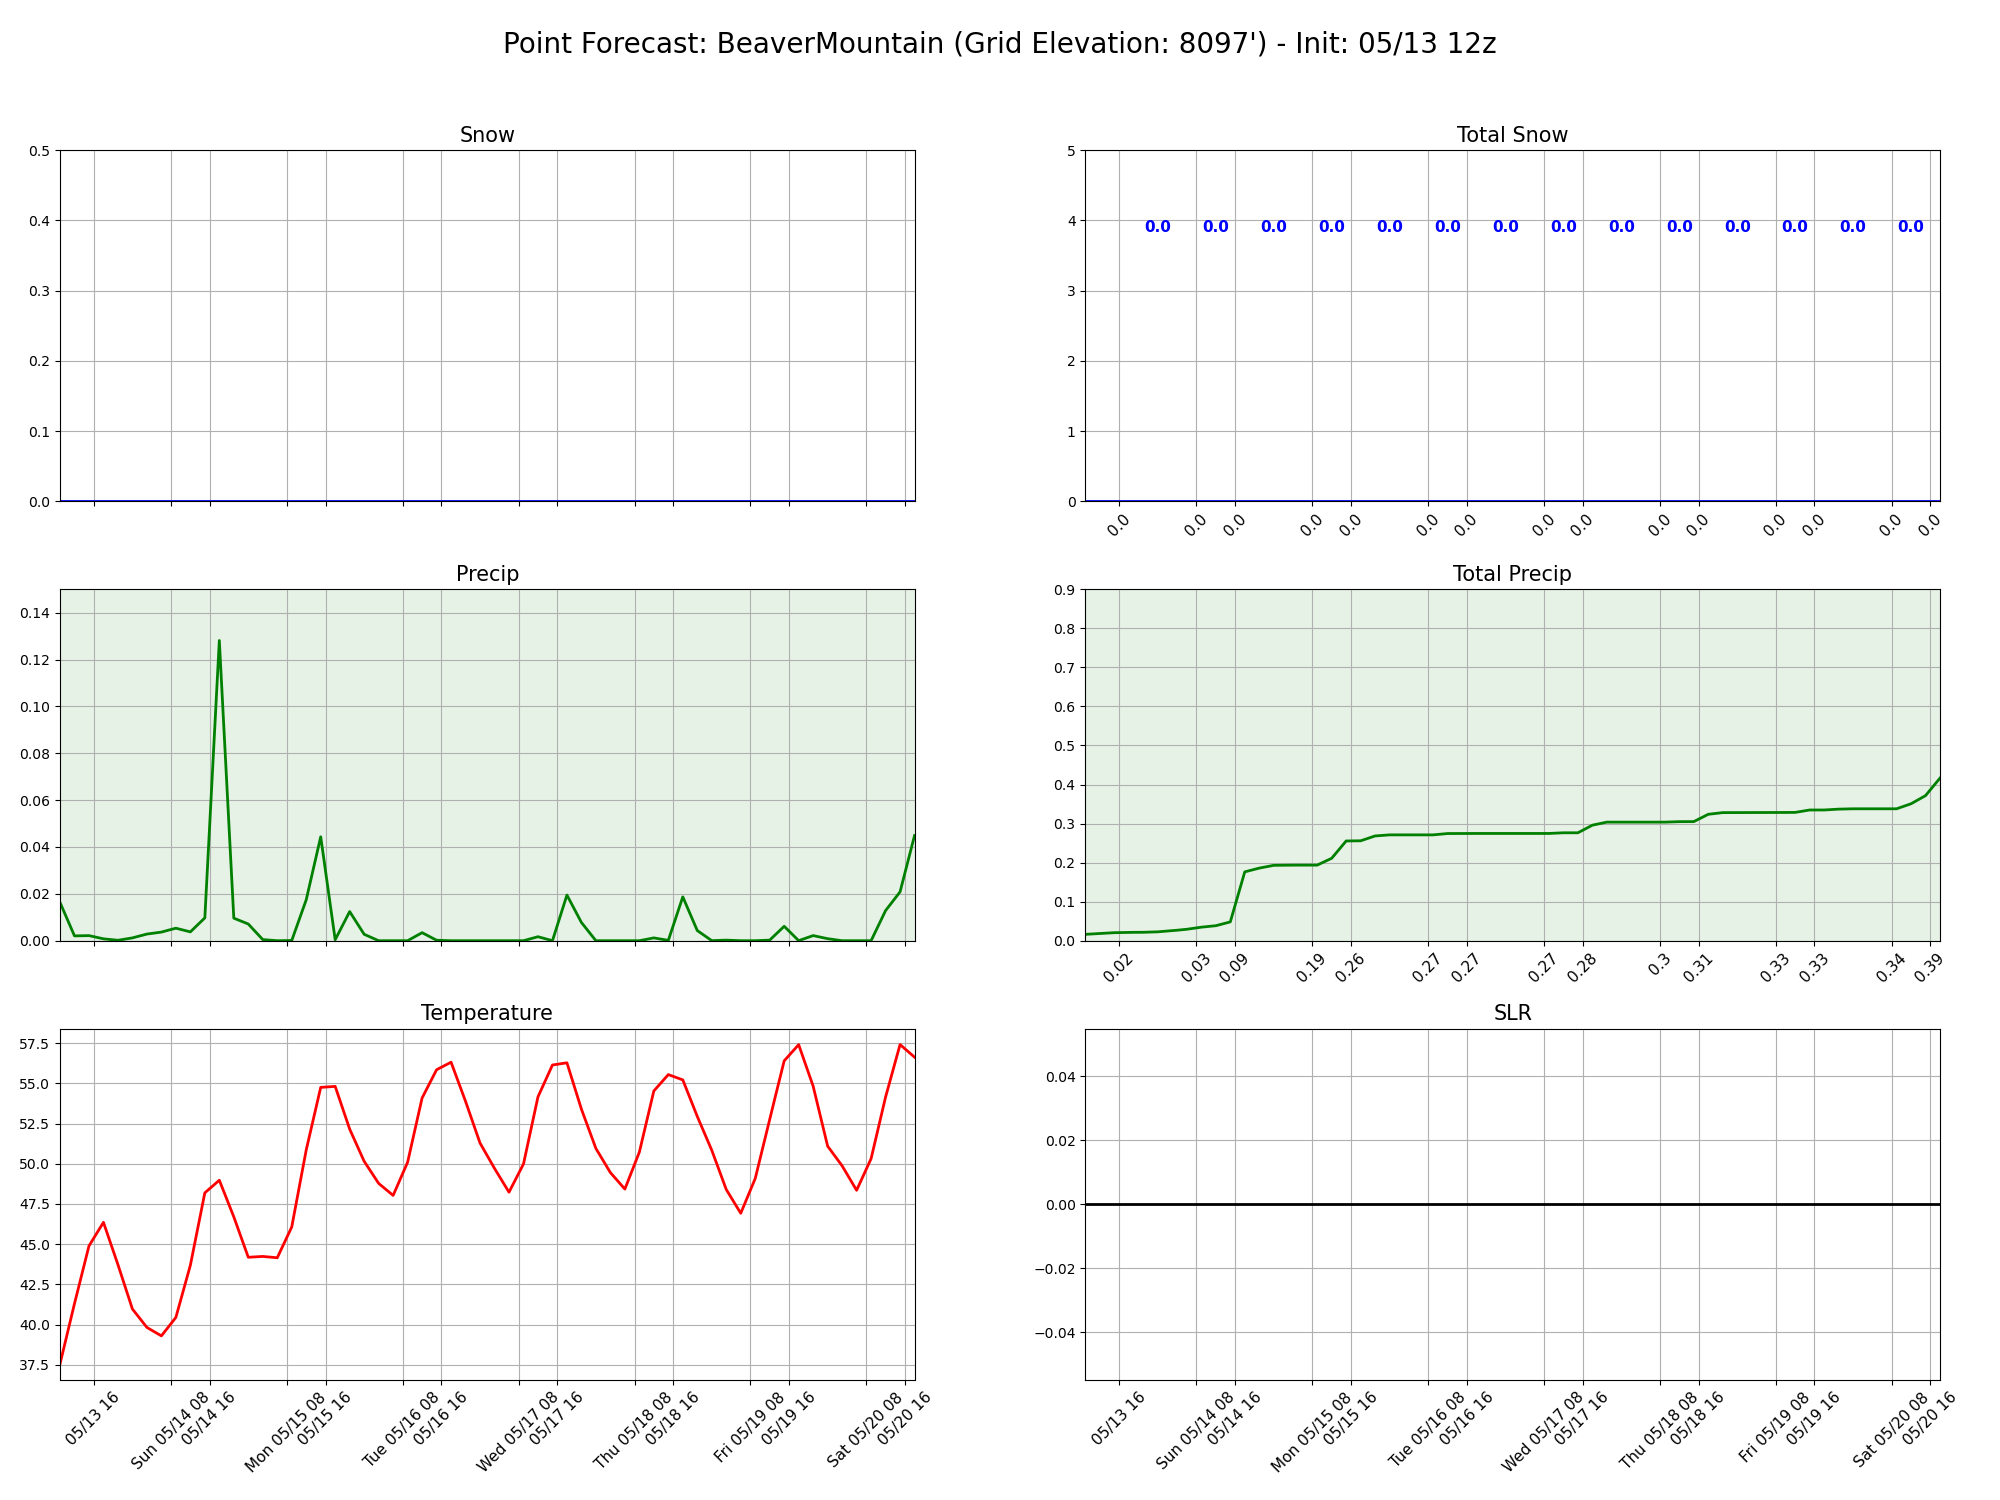 Point Forecast: BeaverMountain (Grid Elevation: 8097') - Init: 05/13 12z
Snow
0.5
0.4
0.3
0.2
0.1
0.0
Total Snow
5
4
3
2
1
0
0.0 0.0 0.0 0.0 0.0 0.0 0.0 0.0 0.0 0.0 0.0 0.0 0.0 0.0
0.0 0.0 0.0 0.0 0.0 0.0 0.0 0.0 0.0 0.0 0.0 0.0 0.0 0.0 0.0
Precip
0.14
0.12
0.10
0.08
0.06
0.04
0.02
0.00
Total Precip
0.9
0.8
0.7
0.6
0.5
0.4
0.3
0.2
0.1
0.0
0.02 0.03 0.09 0.19 0.26 0.27 0.27 0.27 0.28 0.3 0.31 0.33 0.33 0.34 0.39
Temperature
57.5
55.0
52.5
50.0
47.5
45.0
42.5
40.0
37.5
05/13 16
Sun 05/14 08
05/14 16
Mon 05/15 08
05/15 16
Tue 05/16 08
05/16 16
Wed 05/17 08
05/17 16
Thu 05/18 08
05/18 16
Fri 05/19 08
05/19 16
Sat 05/20 08
05/20 16
SLR
0.04
0.02
0.00
−0.02
−0.04
05/13 16
Sun 05/14 08
05/14 16
Mon 05/15 08
05/15 16
Tue 05/16 08
05/16 16
Wed 05/17 08
05/17 16
Thu 05/18 08
05/18 16
Fri 05/19 08
05/19 16
Sat 05/20 08
05/20 16